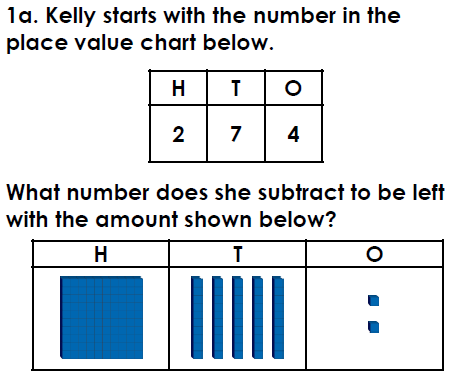 1a. Kelly starts with the number in the
place value chart below.
H T O
2 7 4
What number does she subtract to be left
with the amount shown below?
H T O